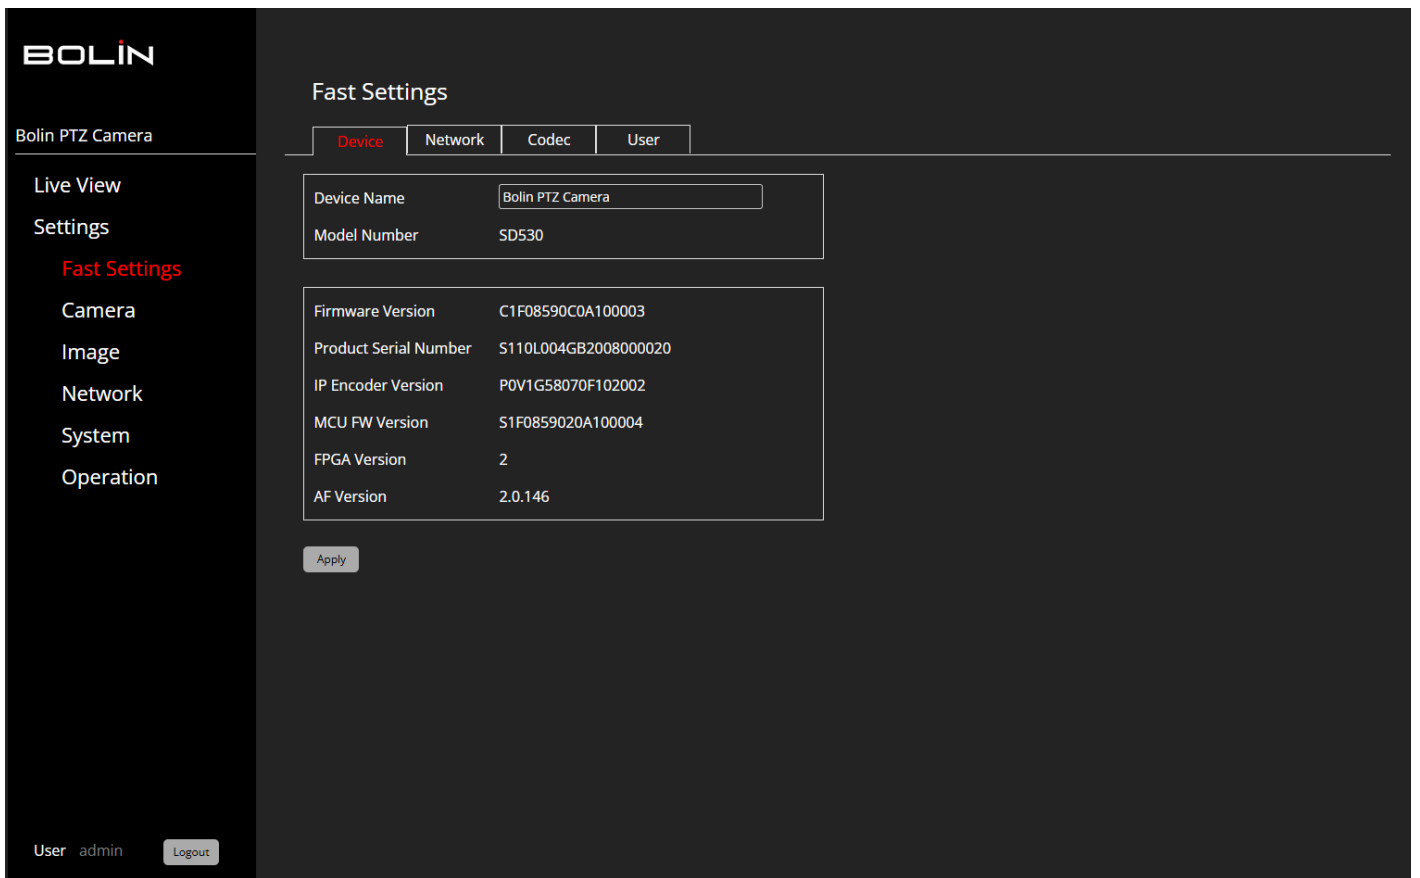 BOLIN
Bolin PTZ Camera
Live View
Settings
Fast Settings
Camera
Image
Network
System
Operation
User admin Logout
Fast Settings
Device Network Codec User
Device Name Bolin PTZ Camera
Model Number SD530
Firmware Version C1F08590C0A100003
Product Serial Number S110L004GB2008000020
IP Encoder Version P0V1G58070F102002
MCU FW Version S1F0859020A100004
FPGA Version 2
AF Version 2.0.146
Apply